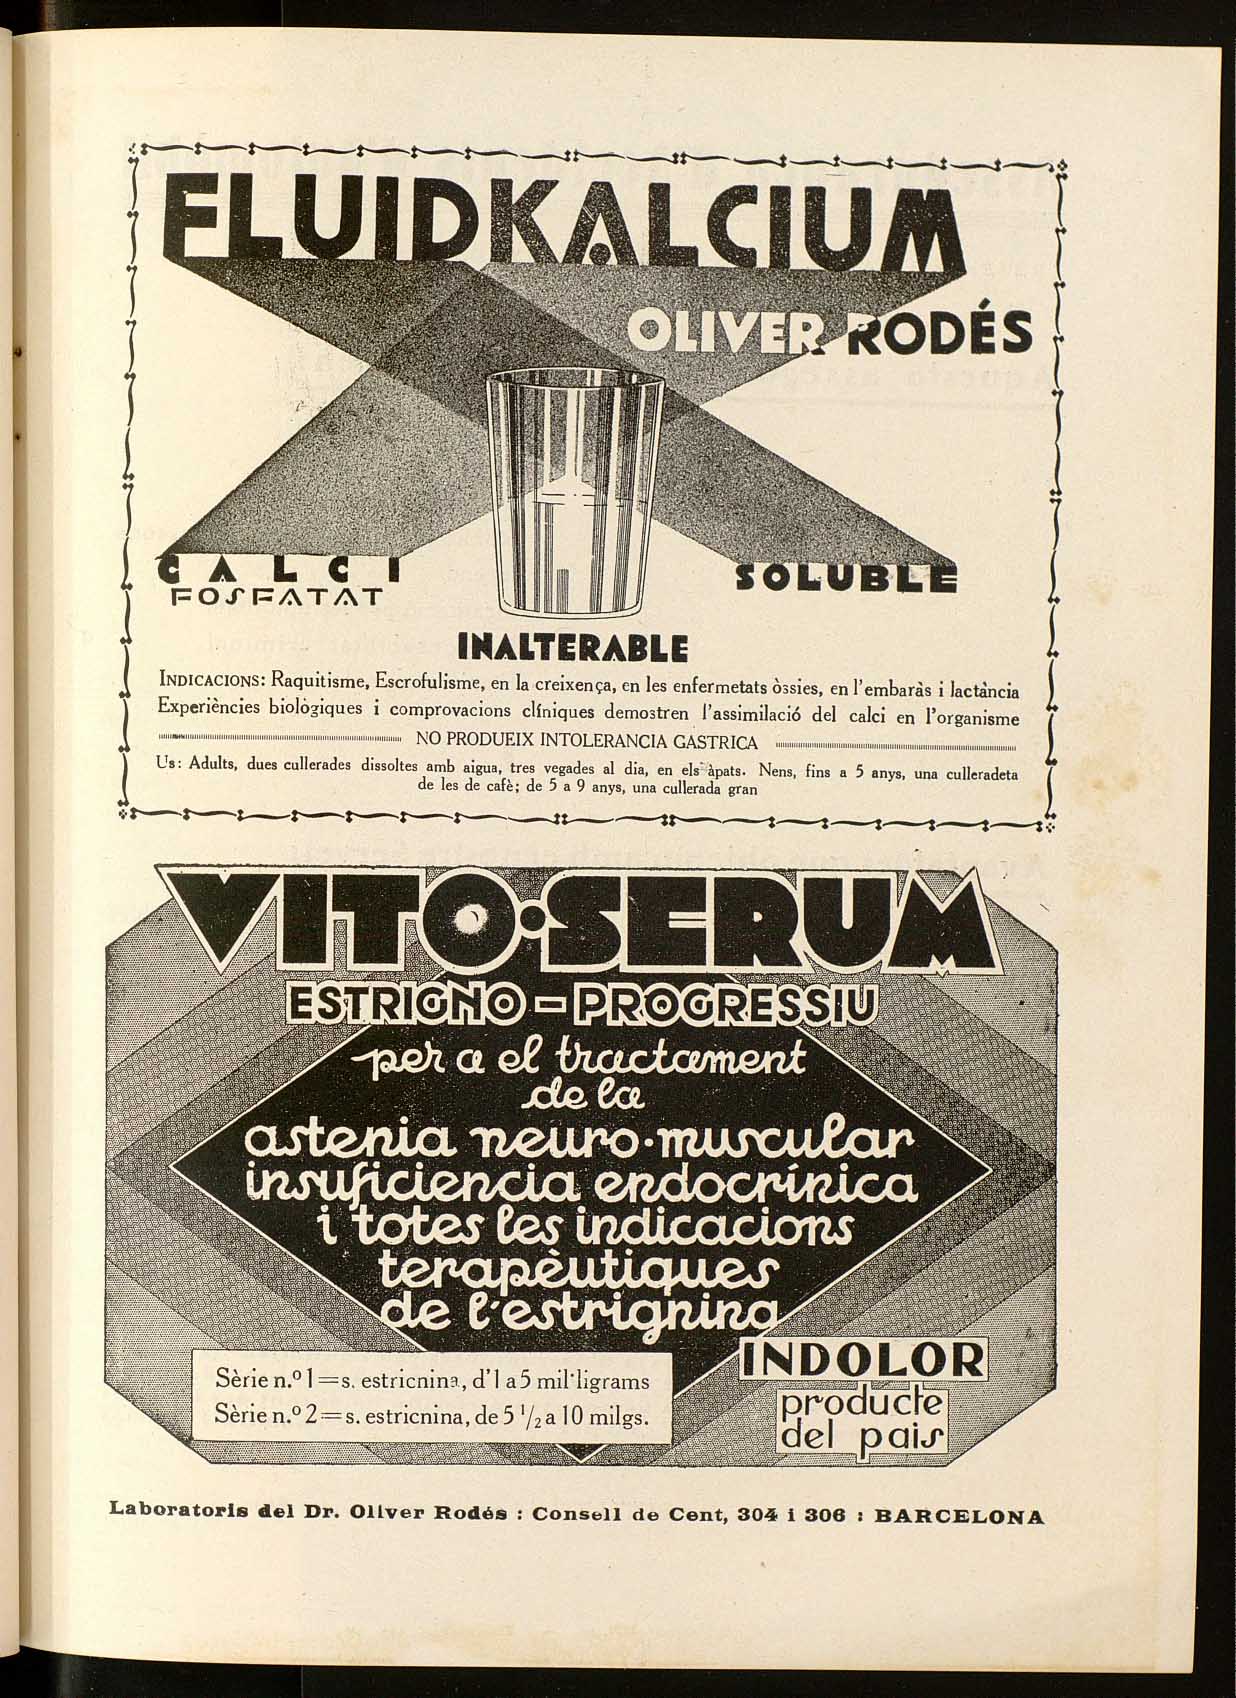 FLUIDKALCIUM
OLIVER RODÉS
CALCI
FOSFATAT
SOLUBLE
INALTERABLE
INDICACIONS: Raquitisme, Escrofulisme, en la creixença, en les enfermetats òssies, en l'embaràs i lactància
Experiències biològiques i comprovacions clíniques demostren l'assimilació del calci en l'organisme
NO PRODUEIX INTOLERANCIA GASTRICA
Us: Adults, dues cullerades dissoltes amb aigua, tres vegades al dia, en els àpats. Nens, fins a 5 anys, una culleradeta
de les de cafè; de 5 a 9 anys, una cullerada gran
VITO·SERUM
ESTRIGNO - PROGRESSIU
per a el tractament
de la
astenia neuro-muscular
insuficiencia endocrínica
i totes les indicacions
terapèutiques
de l'estrignina
Sèrie n.º 1 = s. estricnina, d'1 a 5 mil·ligrams
Sèrie n.º 2 = s. estricnina, de 5 1/2 a 10 milgs.
INDOLOR
producte
del pais
Laboratoris del Dr. Oliver Rodés : Consell de Cent, 304 i 306 : BARCELONA